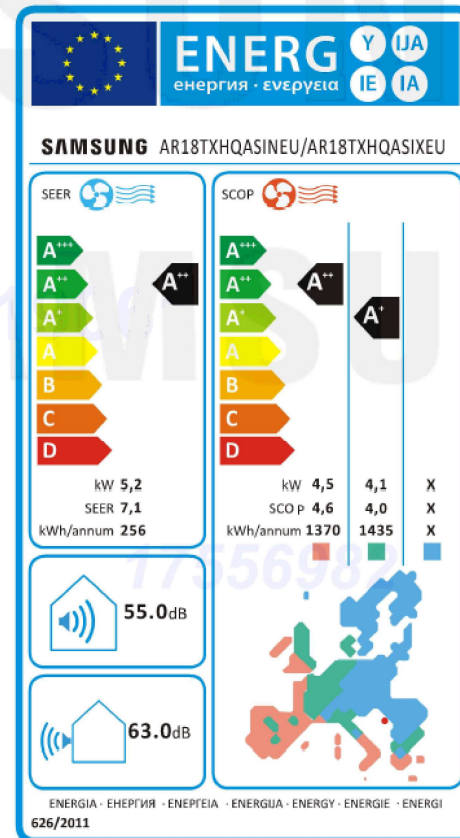 ENERG Y IJA
енергия · ενεργεια IE IA
SAMSUNG AR18TXHQASINEU/AR18TXHQASIXEU
SEER
A+++
A++ A++
A+
A
B
C
D
kW 5,2
SEER 7,1
kWh/annum 256
SCOP
A+++
A++ A++
A+ A+
A
B
C
D
kW 4,5 4,1 X
SCO P 4,6 4,0 X
kWh/annum 1370 1435 X
17556982
55.0dB
63.0dB
ENERGIA · ЕНЕРГИЯ · ΕΝΕΡΓΕΙΑ · ENERGIJA · ENERGY · ENERGIE · ENERGI
626/2011